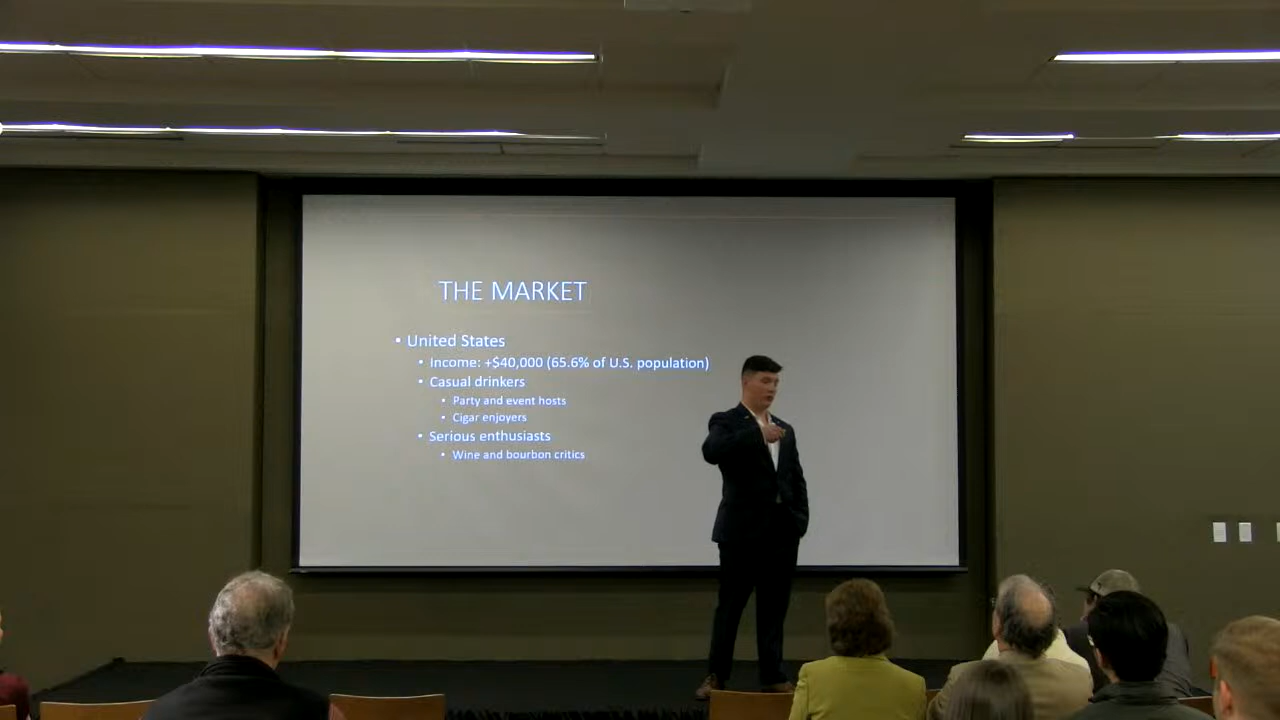 THE MARKET
• United States
• Income: +$40,000 (65.6% of U.S. population)
• Casual drinkers
• Party and event hosts
• Cigar enjoyers
• Serious enthusiasts
• Wine and bourbon critics